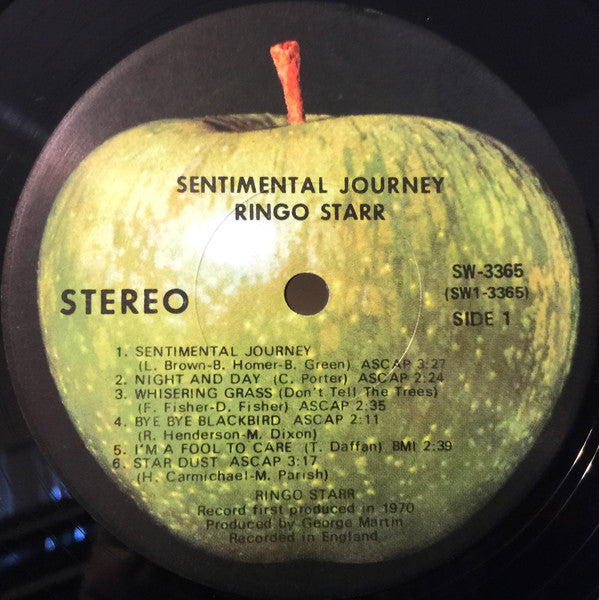 SENTIMENTAL JOURNEY
RINGO STARR
STEREO
SW-3365
(SW1-3365)
SIDE 1
1. SENTIMENTAL JOURNEY
(L. Brown-B. Homer-B. Green) ASCAP 3:27
2. NIGHT AND DAY (C. Porter) ASCAP 2:24
3. WHISERING GRASS (Don't Tell The Trees)
(F. Fisher-D. Fisher) ASCAP 2:35
4. BYE BYE BLACKBIRD ASCAP 2:11
(R. Henderson-M. Dixon)
5. I'M A FOOL TO CARE (T. Daffan) BMI 2:39
6. STAR DUST ASCAP 3:17
(H. Carmichael-M. Parish)
RINGO STARR
Record first produced in 1970
Produced by George Martin
Recorded in England